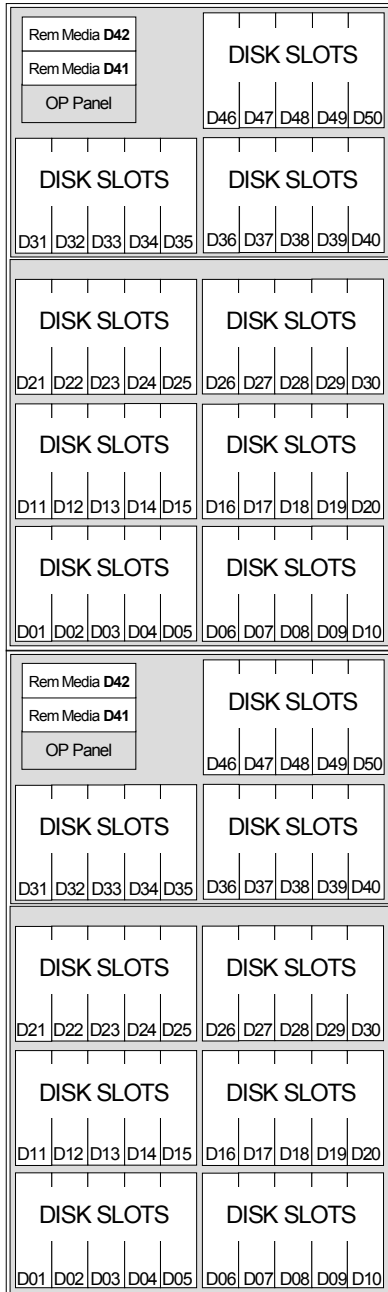 Rem Media D42
Rem Media D41
OP Panel
DISK SLOTS
D46 D47 D48 D49 D50
DISK SLOTS DISK SLOTS
D31 D32 D33 D34 D35 D36 D37 D38 D39 D40
DISK SLOTS DISK SLOTS
D21 D22 D23 D24 D25 D26 D27 D28 D29 D30
DISK SLOTS DISK SLOTS
D11 D12 D13 D14 D15 D16 D17 D18 D19 D20
DISK SLOTS DISK SLOTS
D01 D02 D03 D04 D05 D06 D07 D08 D09 D10
Rem Media D42
Rem Media D41
OP Panel
DISK SLOTS
D46 D47 D48 D49 D50
DISK SLOTS DISK SLOTS
D31 D32 D33 D34 D35 D36 D37 D38 D39 D40
DISK SLOTS DISK SLOTS
D21 D22 D23 D24 D25 D26 D27 D28 D29 D30
DISK SLOTS DISK SLOTS
D11 D12 D13 D14 D15 D16 D17 D18 D19 D20
DISK SLOTS DISK SLOTS
D01 D02 D03 D04 D05 D06 D07 D08 D09 D10